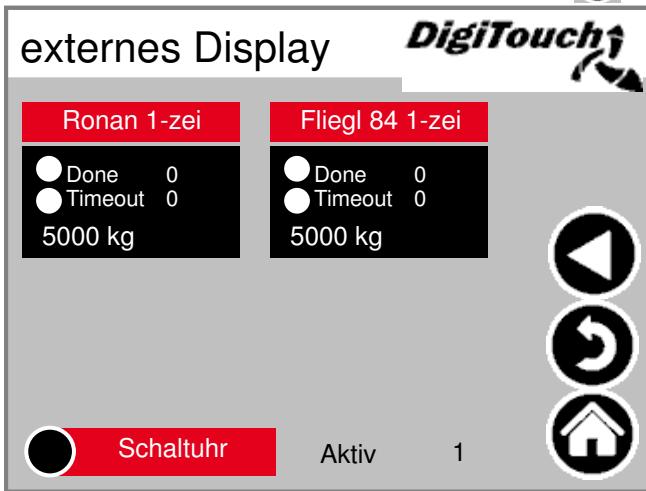 externes Display
DigiTouch
Ronan 1-zei
Done 0
Timeout 0
5000 kg
Fliegl 84 1-zei
Done 0
Timeout 0
5000 kg
Schaltuhr
Aktiv 1